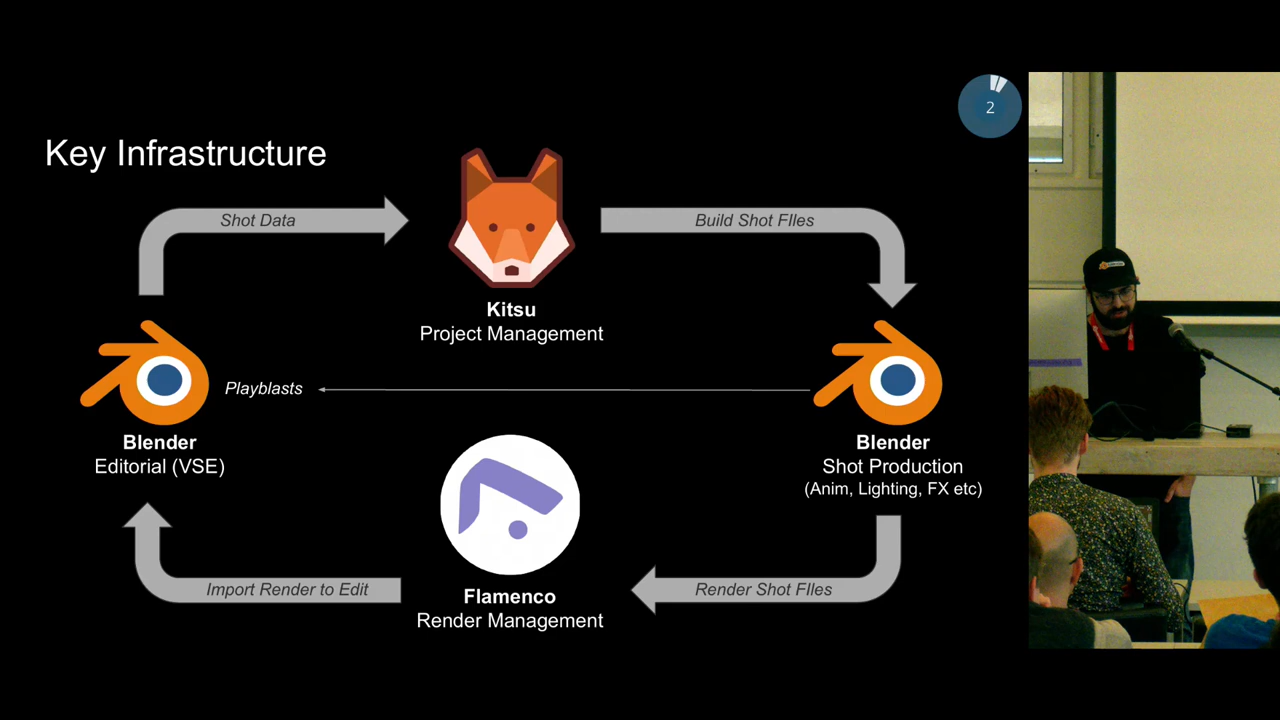 2
Key Infrastructure
Shot Data
Build Shot FIles
Kitsu
Project Management
Playblasts
Blender
Editorial (VSE)
Blender
Shot Production
(Anim, Lighting, FX etc)
Import Render to Edit
Render Shot FIles
Flamenco
Render Management